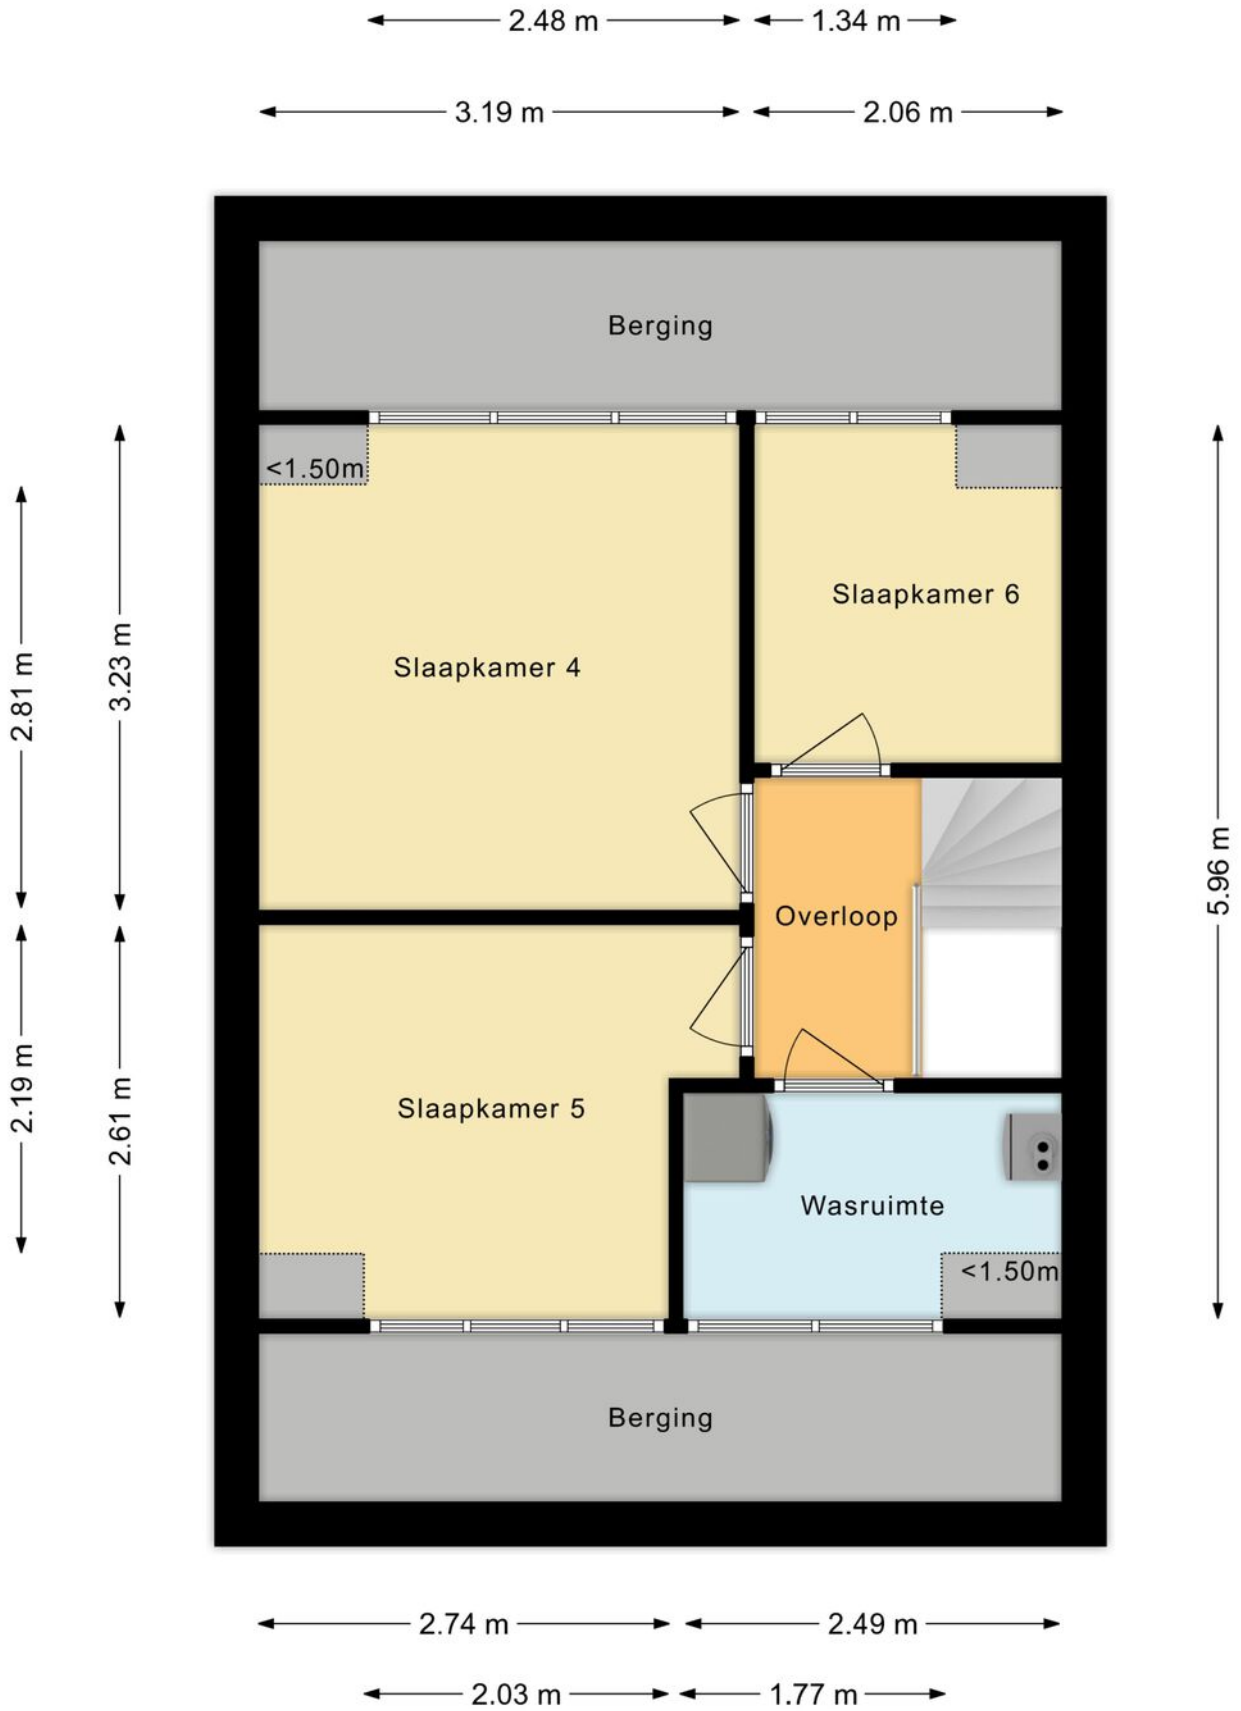 2.48 m
1.34 m
3.19 m
2.06 m
Berging
<1.50m
Slaapkamer 6
Slaapkamer 4
2.81 m
3.23 m
5.96 m
Overloop
2.19 m
2.61 m
Slaapkamer 5
Wasruimte
<1.50m
Berging
2.74 m
2.49 m
2.03 m
1.77 m